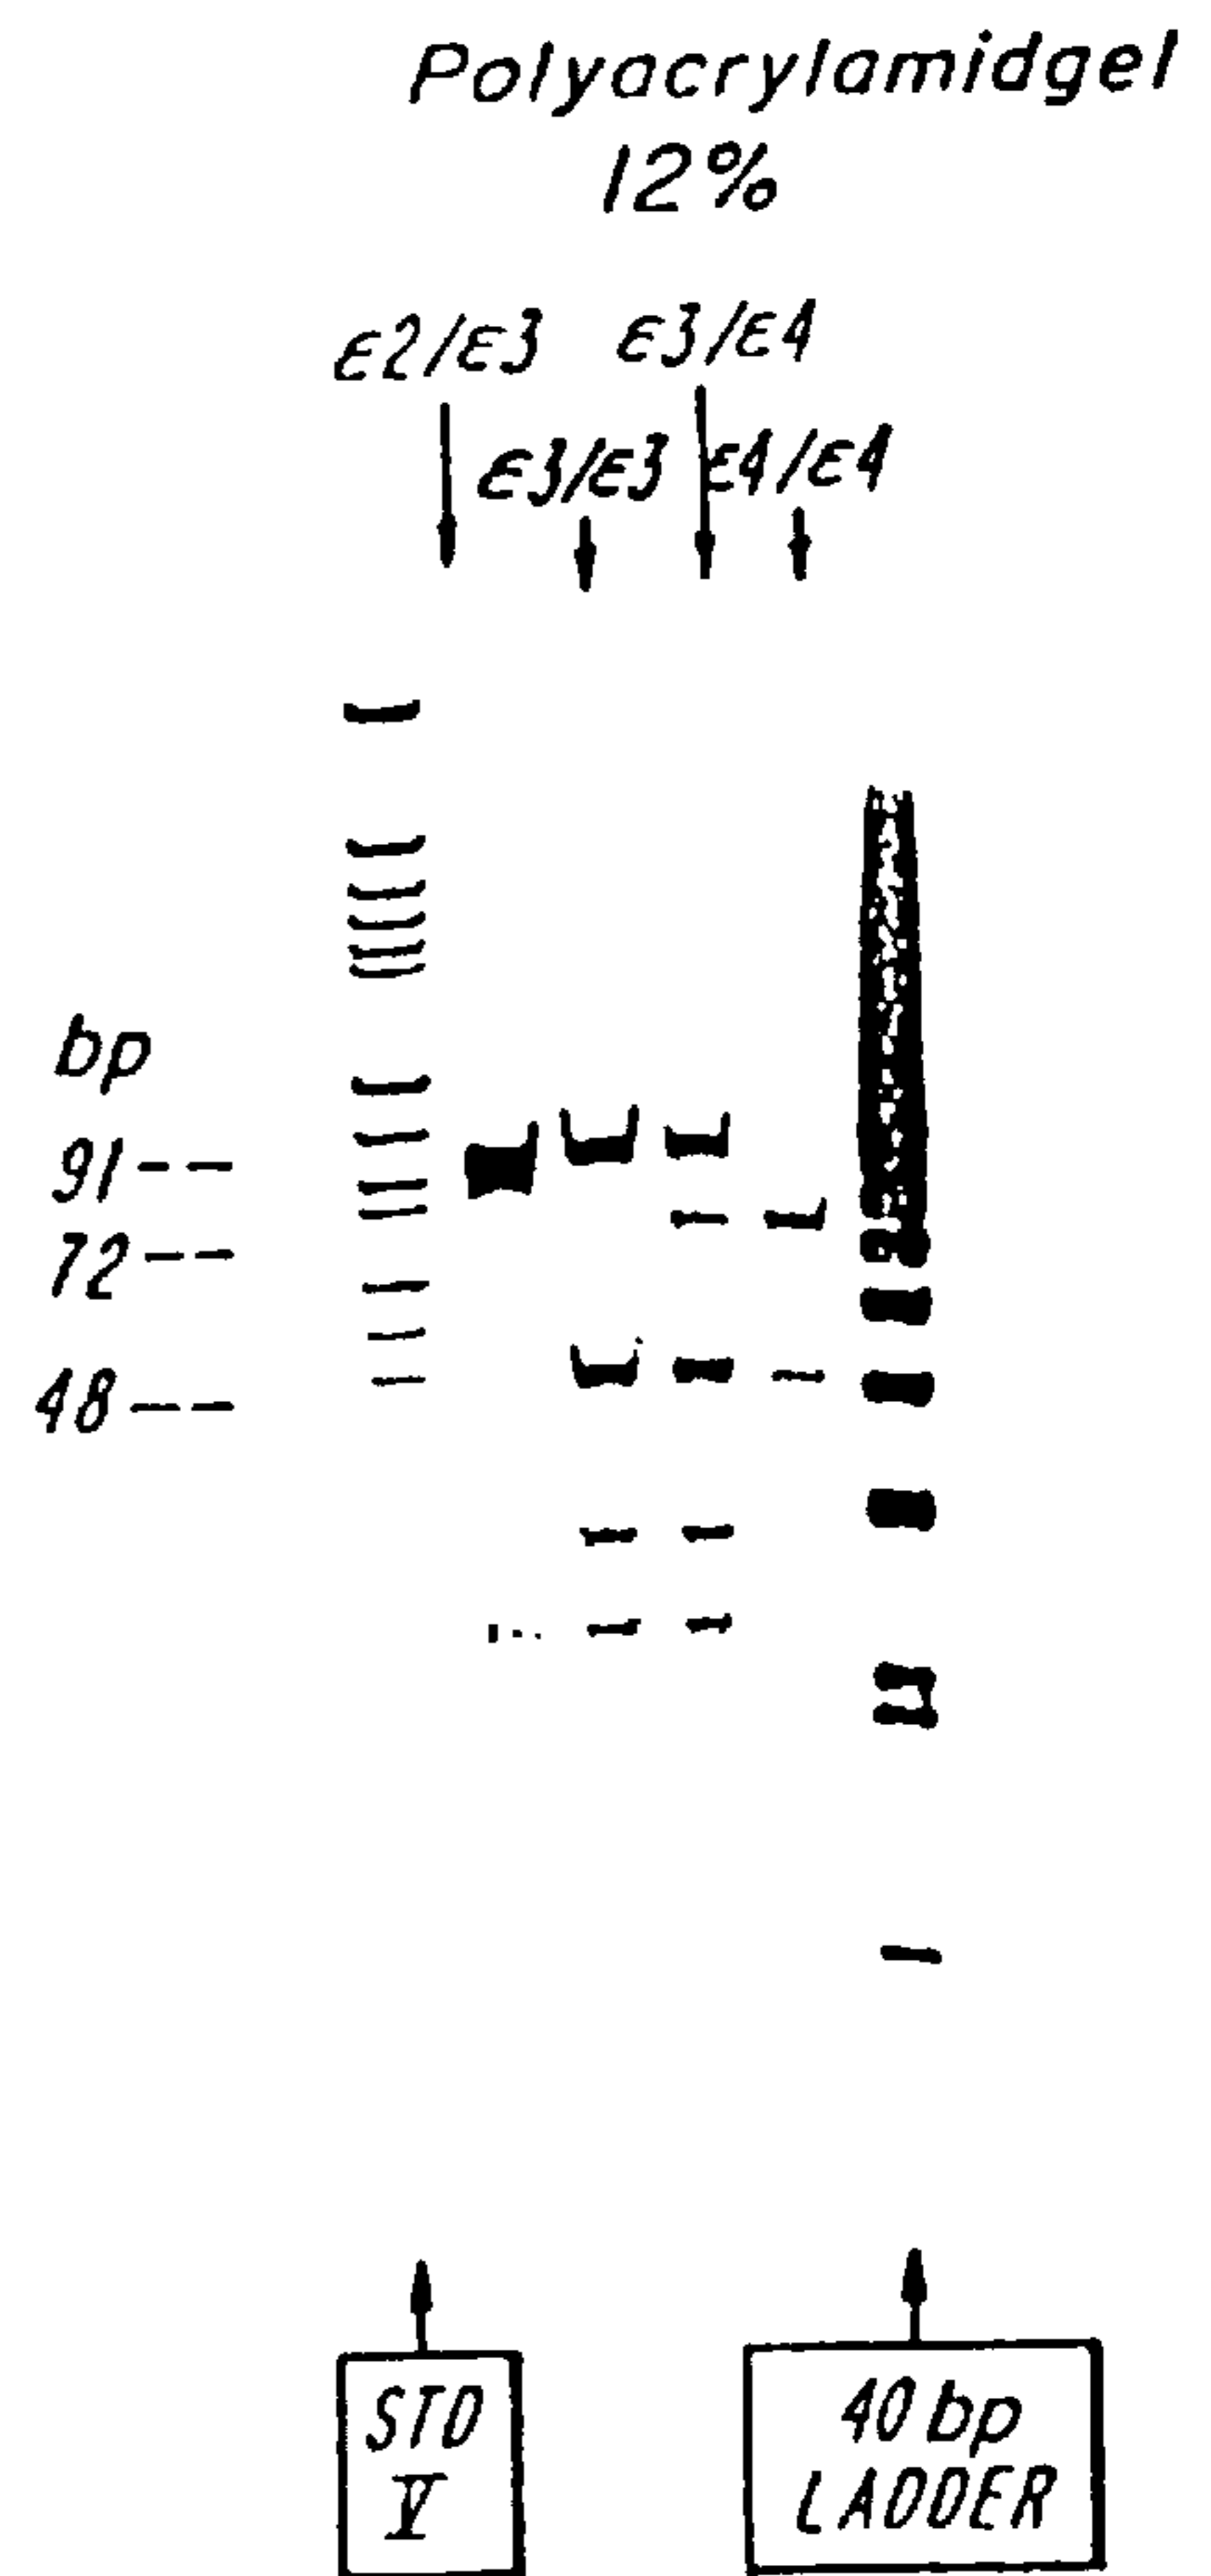 Polyacrylamidgel
12%
ε2/ε3 ε3/ε4
ε3/ε3 ε4/ε4
bp
91--
72--
48--
STD
V
40 bp
LADDER